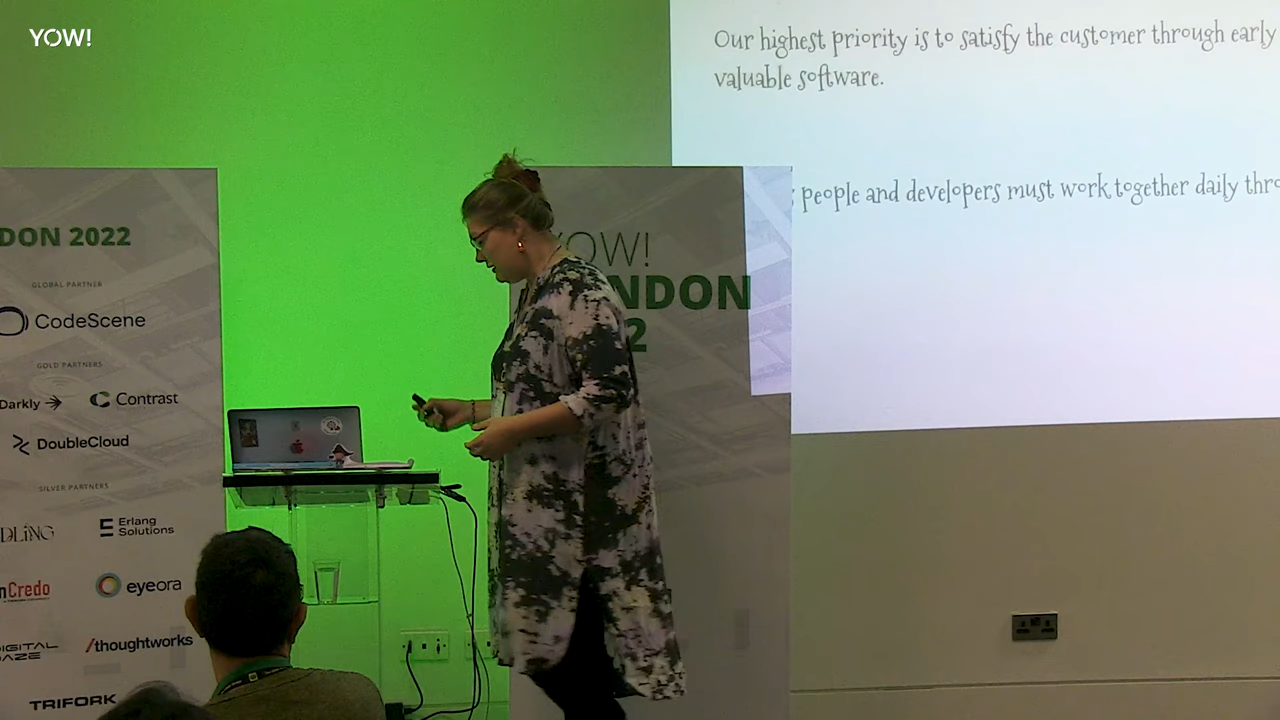 YOW!
Our highest priority is to satisfy the customer through early
valuable software.
people and developers must work together daily thro
DON 2022
GLOBAL PARTNER
CodeScene
GOLD PARTNERS
Darkly
Contrast
DoubleCloud
SILVER PARTNERS
DLING
Erlang
Solutions
nCredo
eyeora
IGITAL
AZE
/thoughtworks
TRIFORK
YOW!
NDON
2